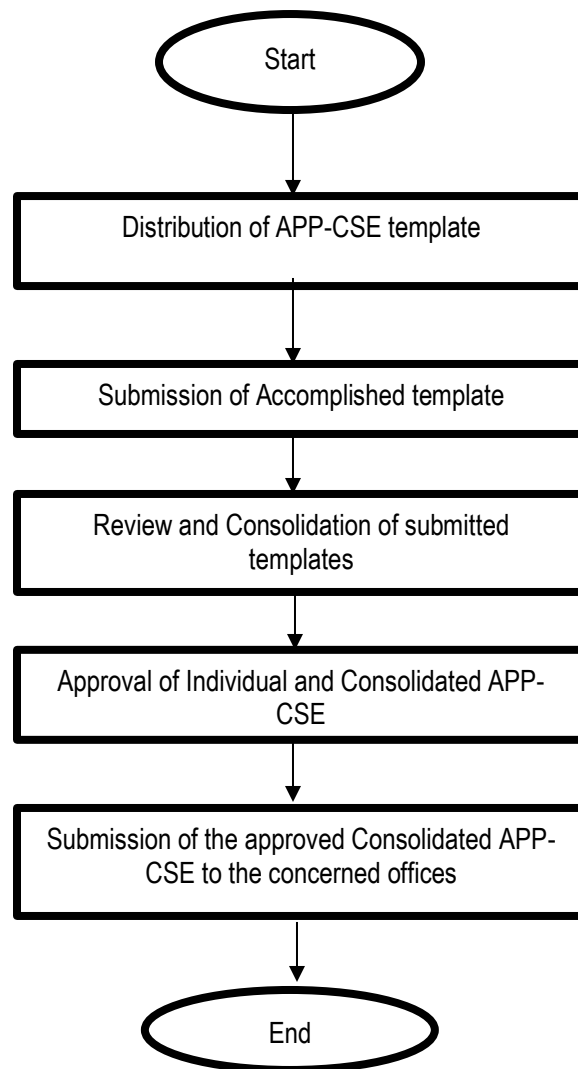 Start
Distribution of APP-CSE template
Submission of Accomplished template
Review and Consolidation of submitted
templates
Approval of Individual and Consolidated APP-
CSE
Submission of the approved Consolidated APP-
CSE to the concerned offices
End